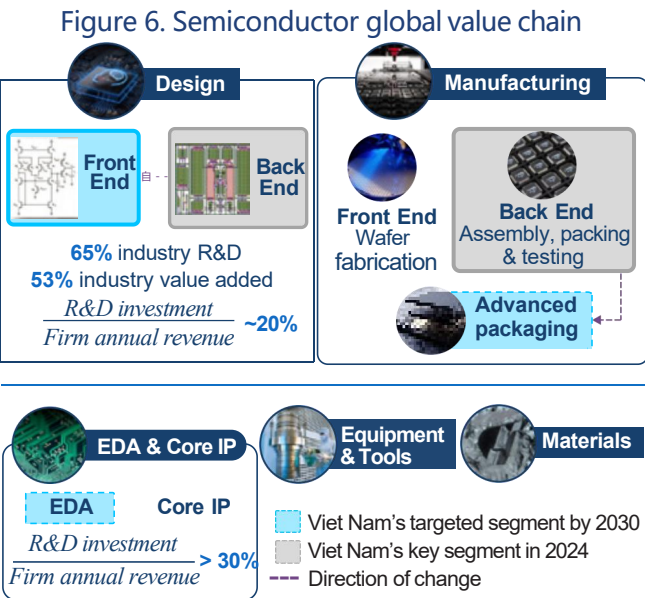 Figure 6. Semiconductor global value chain
Design
Front
End
自
Back
End
65% industry R&D
53% industry value added
R&D investment
Firm annual revenue
~20%
Manufacturing
Front End
Wafer
fabrication
Back End
Assembly, packing
& testing
Advanced
packaging
EDA & Core IP
EDA
Core IP
R&D investment
Firm annual revenue
> 30%
Equipment
& Tools
Materials
Viet Nam’s targeted segment by 2030
Viet Nam’s key segment in 2024
Direction of change